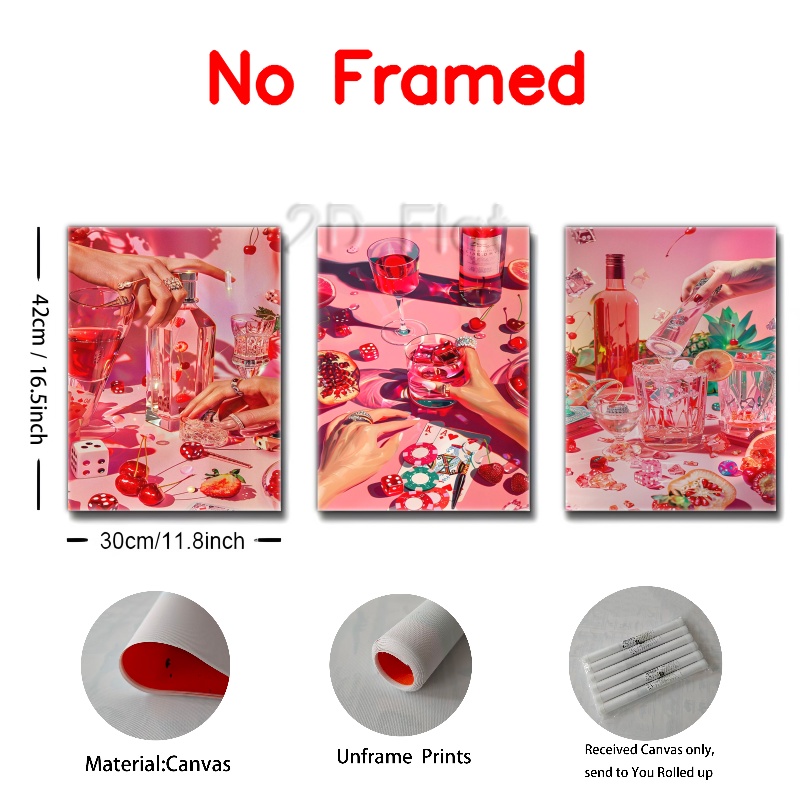 No Framed
2D Flat
42cm / 16.5inch
30cm/11.8inch
K A
Material:Canvas
Unframe Prints
Received Canvas only,
send to You Rolled up